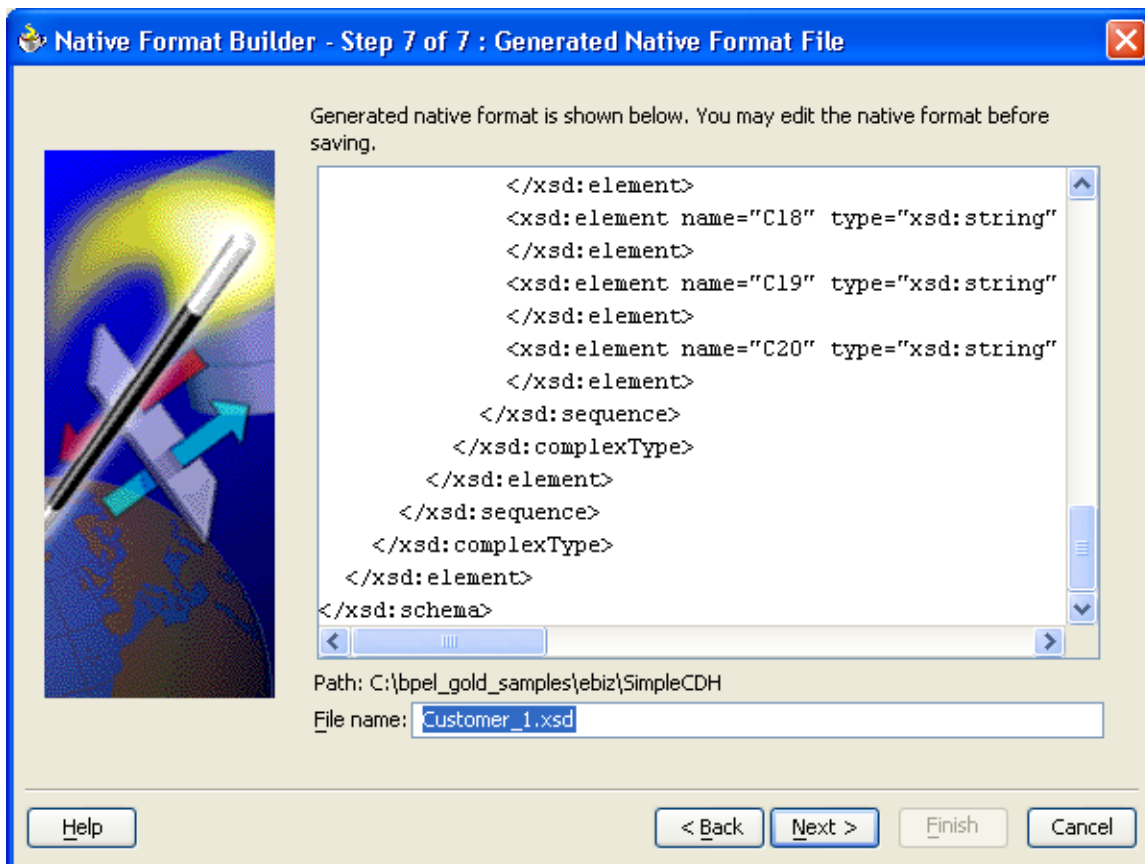 Native Format Builder - Step 7 of 7 : Generated Native Format File
Generated native format is shown below. You may edit the native format before
saving.
</xsd:element>
<xsd:element name="C18" type="xsd:string"
</xsd:element>
<xsd:element name="C19" type="xsd:string"
</xsd:element>
<xsd:element name="C20" type="xsd:string"
</xsd:element>
</xsd:sequence>
</xsd:complexType>
</xsd:element>
</xsd:sequence>
</xsd:complexType>
</xsd:element>
</xsd:schema>
Path: C:\bpel_gold_samples\ebiz\SimpleCDH
File name: Customer_1.xsd
Help < Back Next > Finish Cancel